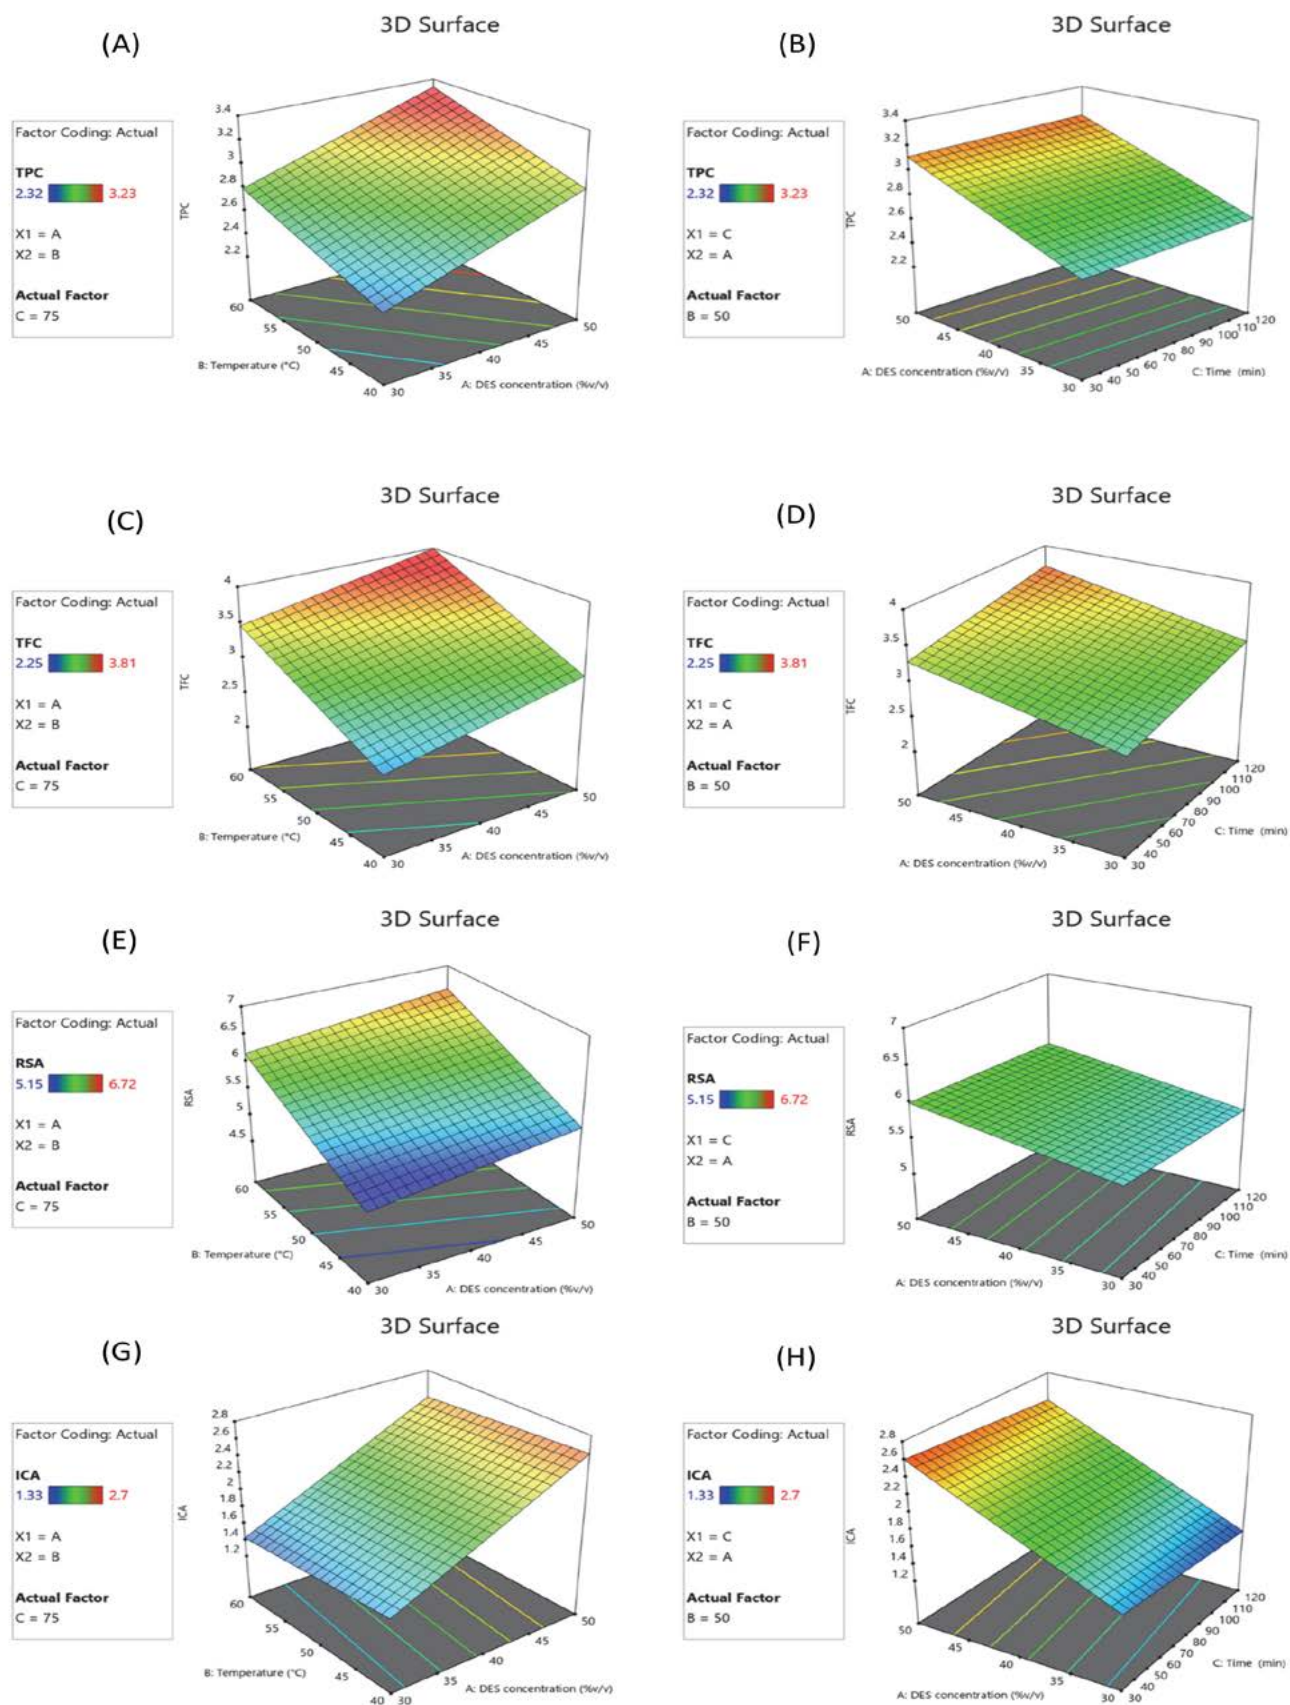 (A)
3D Surface
Factor Coding: Actual
TPC
2.32 3.23
X1 = A
X2 = B
Actual Factor
C = 75
3.4
3.2
3
2.8
2.6
2.4
2.2
TPC
60
55
50
45
40
B: Temperature (°C)
30
35
40
45
50
A: DES concentration (%v/v)
(B)
3D Surface
Factor Coding: Actual
TPC
2.32 3.23
X1 = C
X2 = A
Actual Factor
B = 50
3.4
3.2
3
2.8
2.6
2.4
2.2
TPC
50
45
40
35
30
A: DES concentration (%v/v)
30
40
50
60
70
80
90
100
110
120
C: Time (min)
(C)
3D Surface
Factor Coding: Actual
TFC
2.25 3.81
X1 = A
X2 = B
Actual Factor
C = 75
4
3.5
3
2.5
2
TFC
60
55
50
45
40
B: Temperature (°C)
30
35
40
45
50
A: DES concentration (%v/v)
(D)
3D Surface
Factor Coding: Actual
TFC
2.25 3.81
X1 = C
X2 = A
Actual Factor
B = 50
4
3.5
3
2.5
2
TFC
50
45
40
35
30
A: DES concentration (%v/v)
30
40
50
60
70
80
90
100
110
120
C: Time (min)
(E)
3D Surface
Factor Coding: Actual
RSA
5.15 6.72
X1 = A
X2 = B
Actual Factor
C = 75
7
6.5
6
5.5
5
4.5
RSA
60
55
50
45
40
B: Temperature (°C)
30
35
40
45
50
A: DES concentration (%v/v)
(F)
3D Surface
Factor Coding: Actual
RSA
5.15 6.72
X1 = C
X2 = A
Actual Factor
B = 50
7
6.5
6
5.5
5
RSA
50
45
40
35
30
A: DES concentration (%v/v)
30
40
50
60
70
80
90
100
110
120
C: Time (min)
(G)
3D Surface
Factor Coding: Actual
ICA
1.33 2.7
X1 = A
X2 = B
Actual Factor
C = 75
2.8
2.6
2.4
2.2
2
1.8
1.6
1.4
1.2
ICA
60
55
50
45
40
B: Temperature (°C)
30
35
40
45
50
A: DES concentration (%v/v)
(H)
3D Surface
Factor Coding: Actual
ICA
1.33 2.7
X1 = C
X2 = A
Actual Factor
B = 50
2.8
2.6
2.4
2.2
2
1.8
1.6
1.4
1.2
ICA
50
45
40
35
30
A: DES concentration (%v/v)
30
40
50
60
70
80
90
100
110
120
C: Time (min)